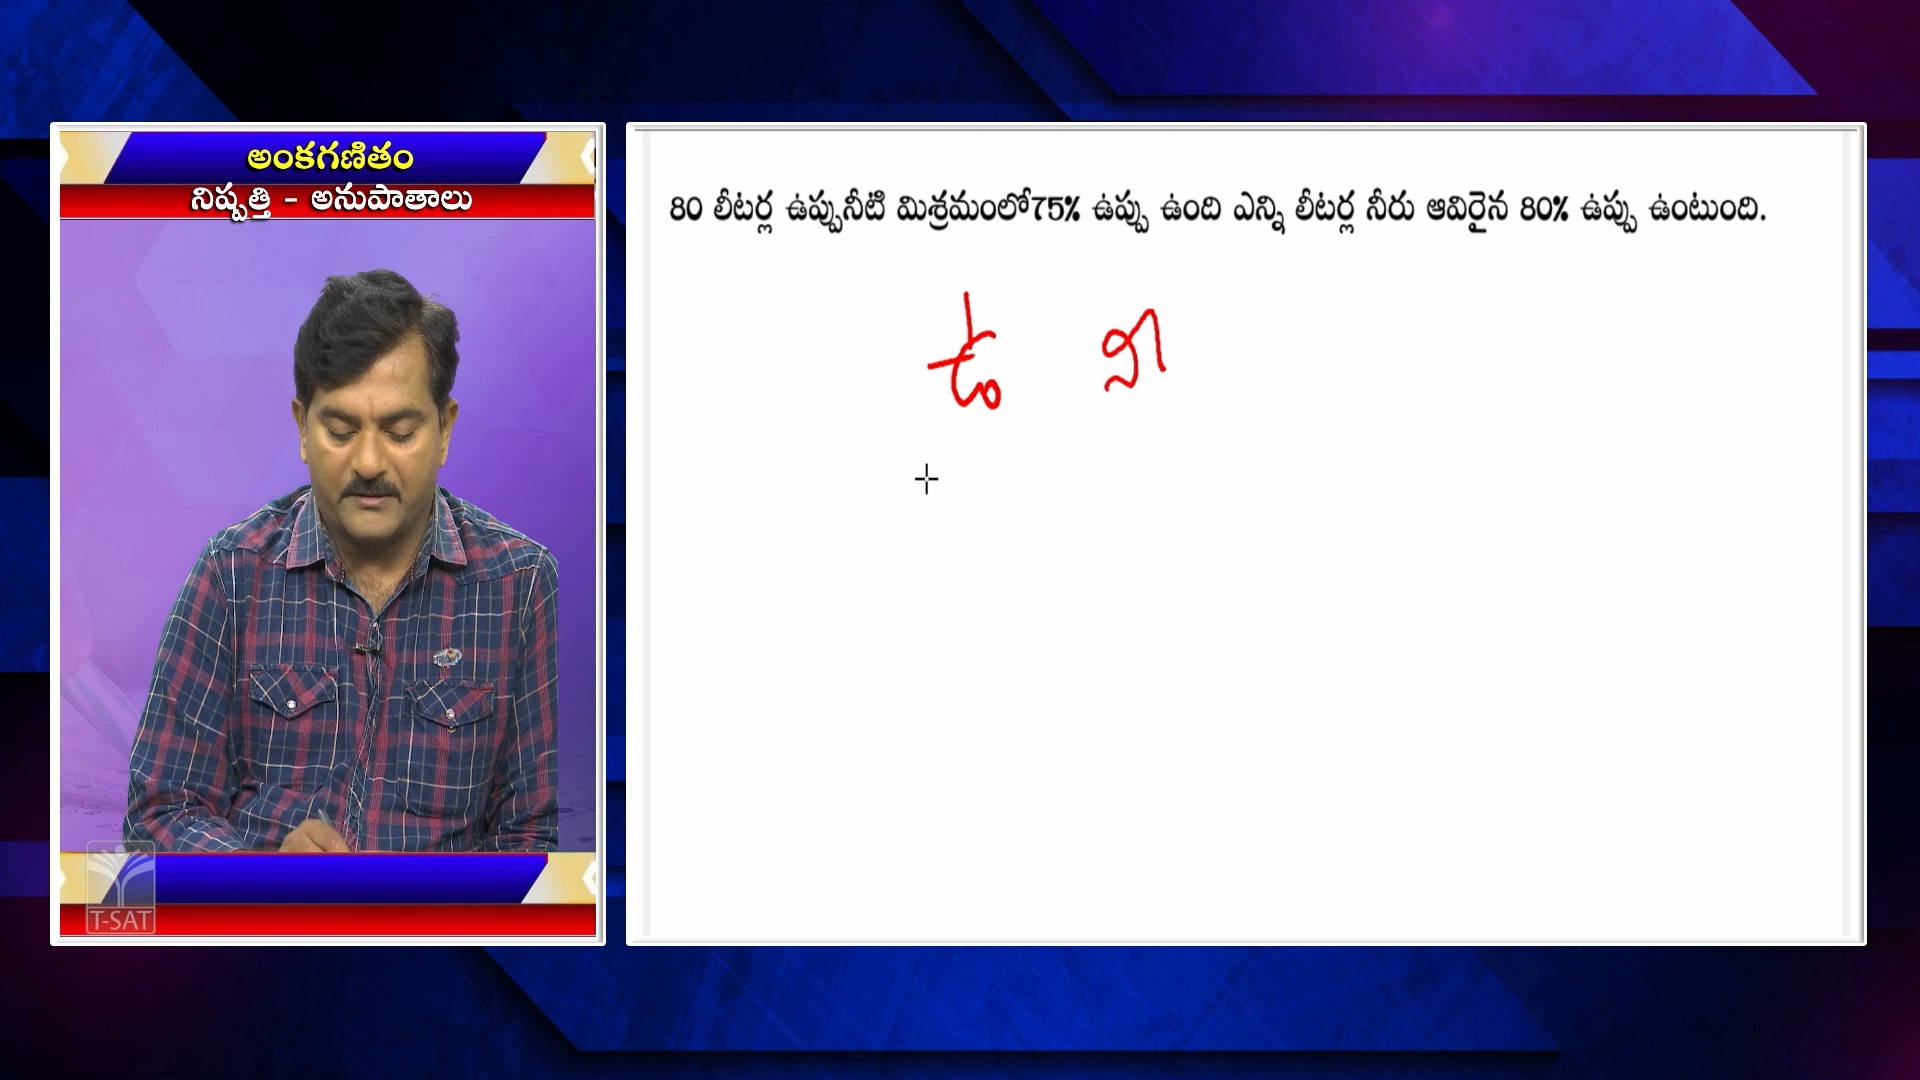 అంకగణితం
నిష్పత్తి - అనుపాతాలు
80 లీటర్ల ఉప్పునీటి మిశ్రమంలో75% ఉప్పు ఉంది ఎన్ని లీటర్ల నీరు ఆవిరైన 80% ఉప్పు ఉంటుంది.
ఉ నీ
T-SAT